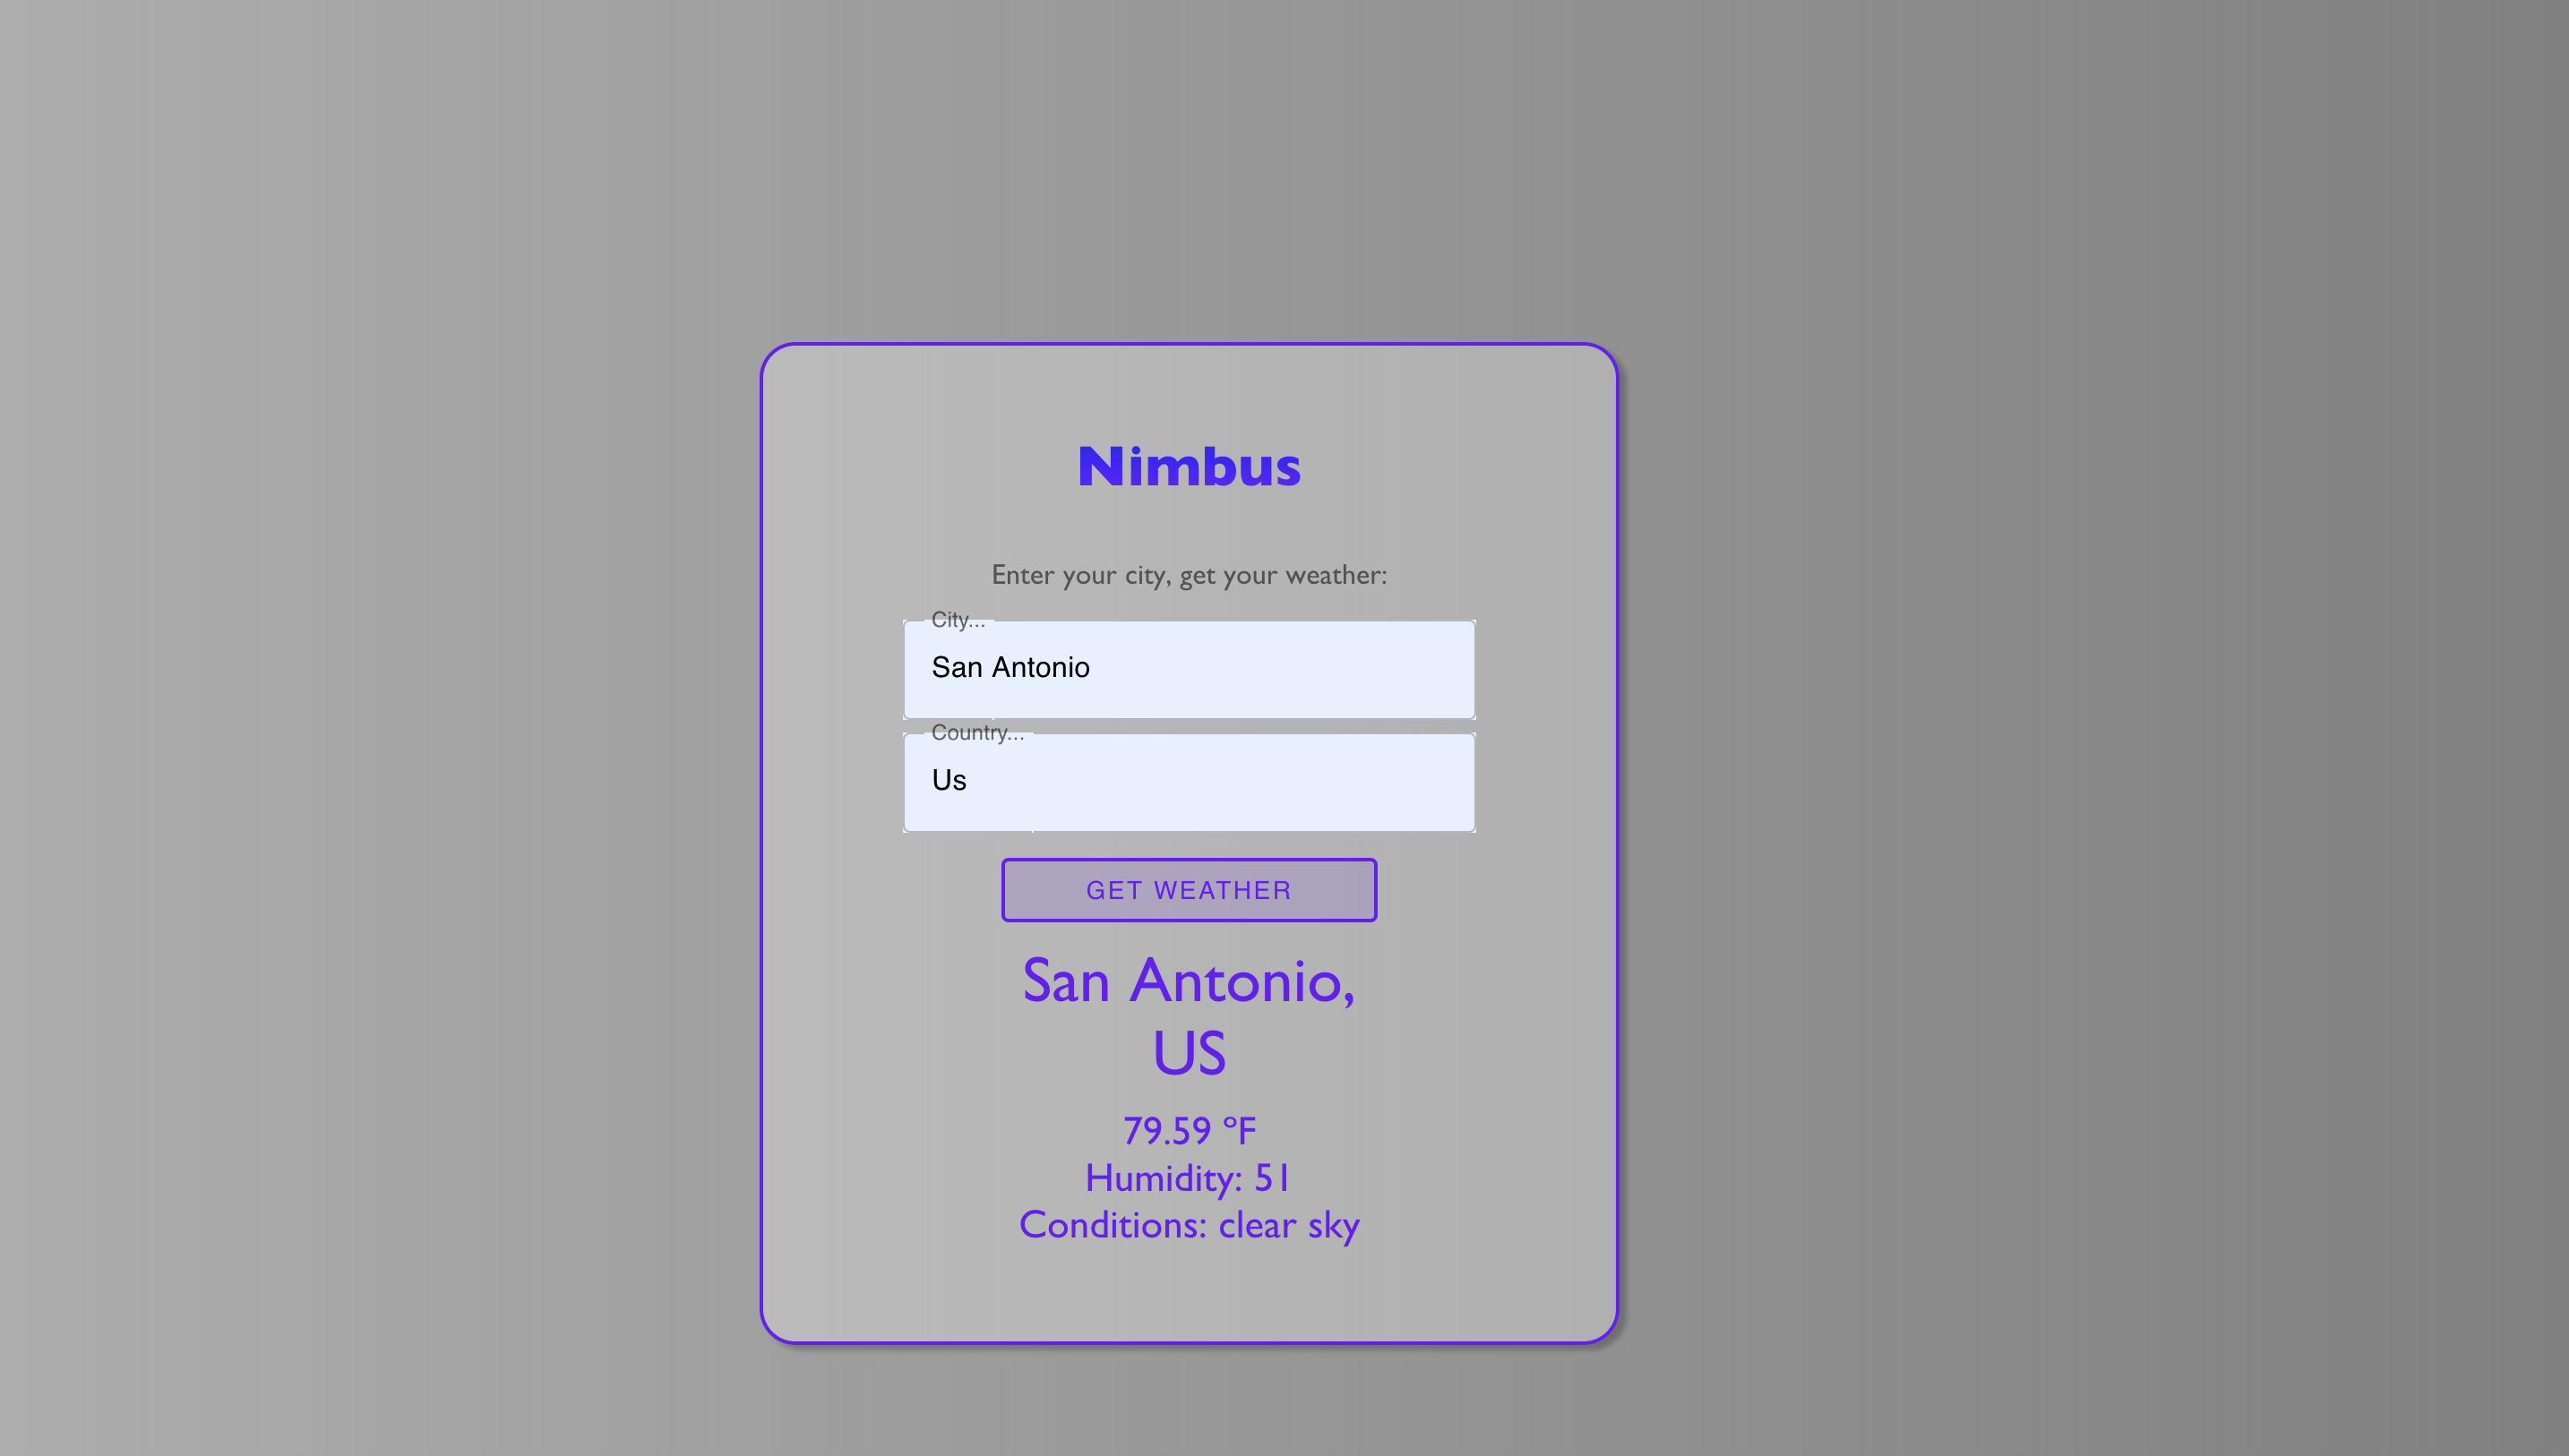 Nimbus
Enter your city, get your weather:
City...
San Antonio
Country...
Us
GET WEATHER
San Antonio,
US
79.59 ºF
Humidity: 51
Conditions: clear sky